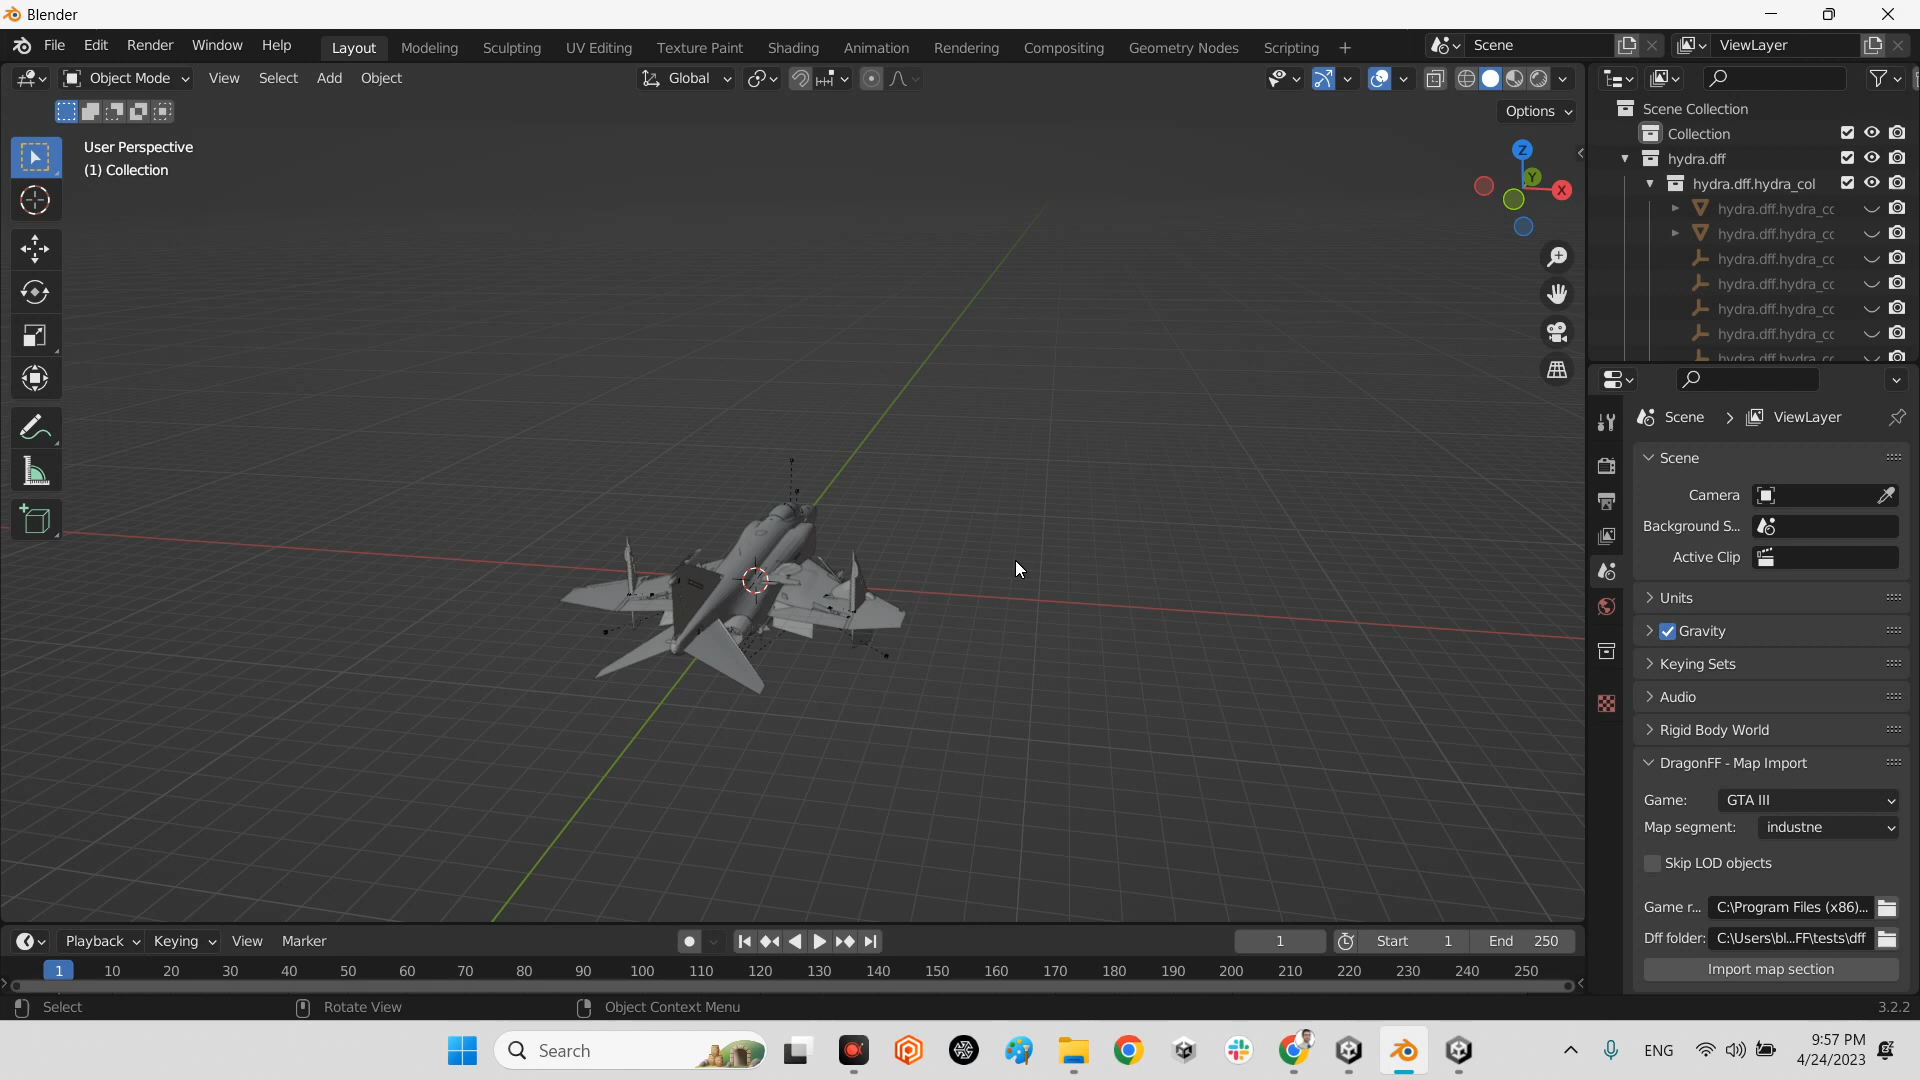 Blender
File Edit Render Window Help Layout Modeling Sculpting UV Editing Texture Paint Shading Animation Rendering Compositing Geometry Nodes Scripting + Scene ViewLayer
Object Mode View Select Add Object Global
Options
User Perspective
(1) Collection
Z
Y
X
Scene Collection
Collection
hydra.dff
hydra.dff.hydra_col
hydra.dff.hydra_cc
hydra.dff.hydra_cc
hydra.dff.hydra_cc
hydra.dff.hydra_cc
hydra.dff.hydra_cc
hydra.dff.hydra_cc
hydra.dff.hydra_cc
Scene > ViewLayer
Scene
Camera
Background S...
Active Clip
Units
Gravity
Keying Sets
Audio
Rigid Body World
DragonFF - Map Import
Game: GTA III
Map segment: industne
Skip LOD objects
Game r... C:\Program Files (x86)...
Dff folder: C:\Users\bl...FF\tests\dff
Import map section
Playback Keying View Marker 1 Start 1 End 250
1 10 20 30 40 50 60 70 80 90 100 110 120 130 140 150 160 170 180 190 200 210 220 230 240 250
Select Rotate View Object Context Menu 3.2.2
Search
ENG
9:57 PM
4/24/2023